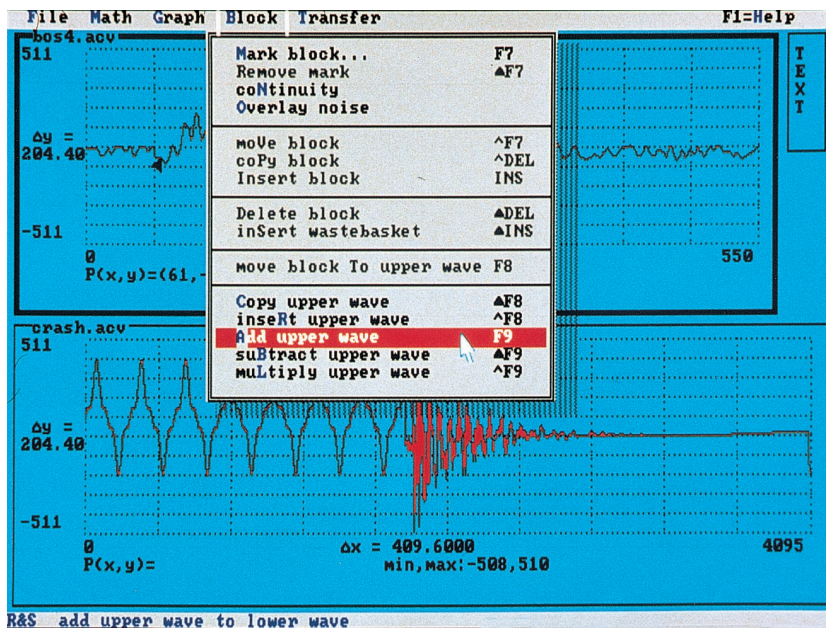 File Math Graph Block Transfer F1=Help
bos4.acv
511
Δy =
204.40
-511
0
550
P(x,y)=(61,-
TEXT
Mark block... F7
Remove mark ▲F7
coNtinuity
Overlay noise
moVe block ^F7
coPy block ^DEL
Insert block INS
Delete block ▲DEL
inSert wastebasket ▲INS
move block To upper wave F8
Copy upper wave ▲F8
inseRt upper wave ^F8
Add upper wave F9
suBtract upper wave ▲F9
muLtiply upper wave ^F9
crash.acv
511
Δy =
204.40
-511
0 Δx = 409.6000 4095
P(x,y)= min,max:-508,510
R&S add upper wave to lower wave